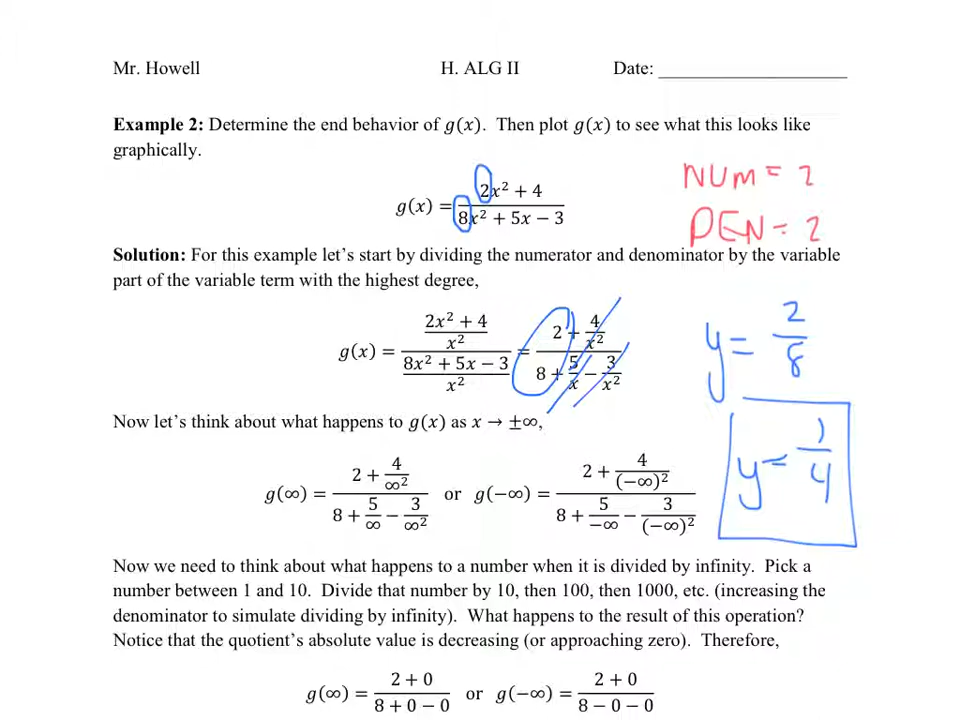 Mr. Howell H. ALG II Date: ____________________
Example 2: Determine the end behavior of g(x). Then plot g(x) to see what this looks like
graphically.
g(x) = (2x² + 4)/(8x² + 5x − 3)
NUM = 2
DEN = 2
Solution: For this example let's start by dividing the numerator and denominator by the variable
part of the variable term with the highest degree,
g(x) = ((2x² + 4)/x²)/((8x² + 5x − 3)/x²) = (2 + 4/x²)/(8 + 5/x − 3/x²)
y = 2/8
y = 1/4
Now let's think about what happens to g(x) as x → ±∞,
g(∞) = (2 + 4/∞²)/(8 + 5/∞ − 3/∞²) or g(−∞) = (2 + 4/(−∞)²)/(8 + 5/−∞ − 3/(−∞)²)
Now we need to think about what happens to a number when it is divided by infinity. Pick a
number between 1 and 10. Divide that number by 10, then 100, then 1000, etc. (increasing the
denominator to simulate dividing by infinity). What happens to the result of this operation?
Notice that the quotient's absolute value is decreasing (or approaching zero). Therefore,
g(∞) = (2 + 0)/(8 + 0 − 0) or g(−∞) = (2 + 0)/(8 − 0 − 0)